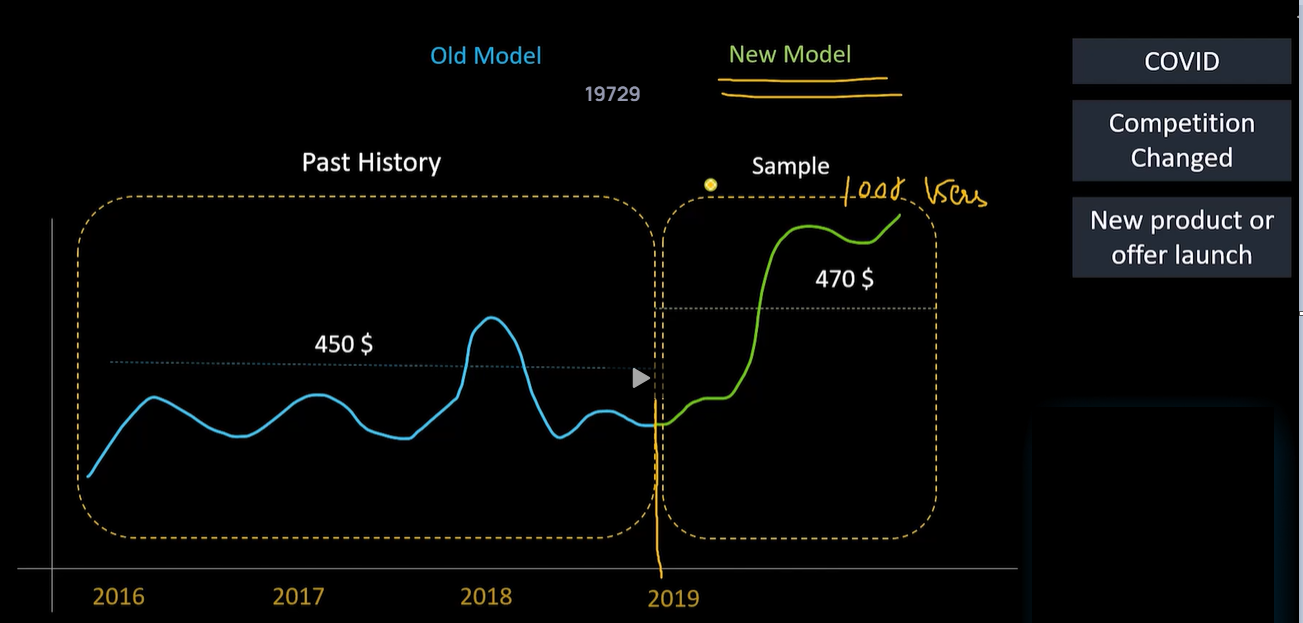 Old Model
New Model
19729
COVID
Competition
Changed
Past History
Sample
1000 Users
New product or
offer launch
470 $
450 $
2016
2017
2018
2019